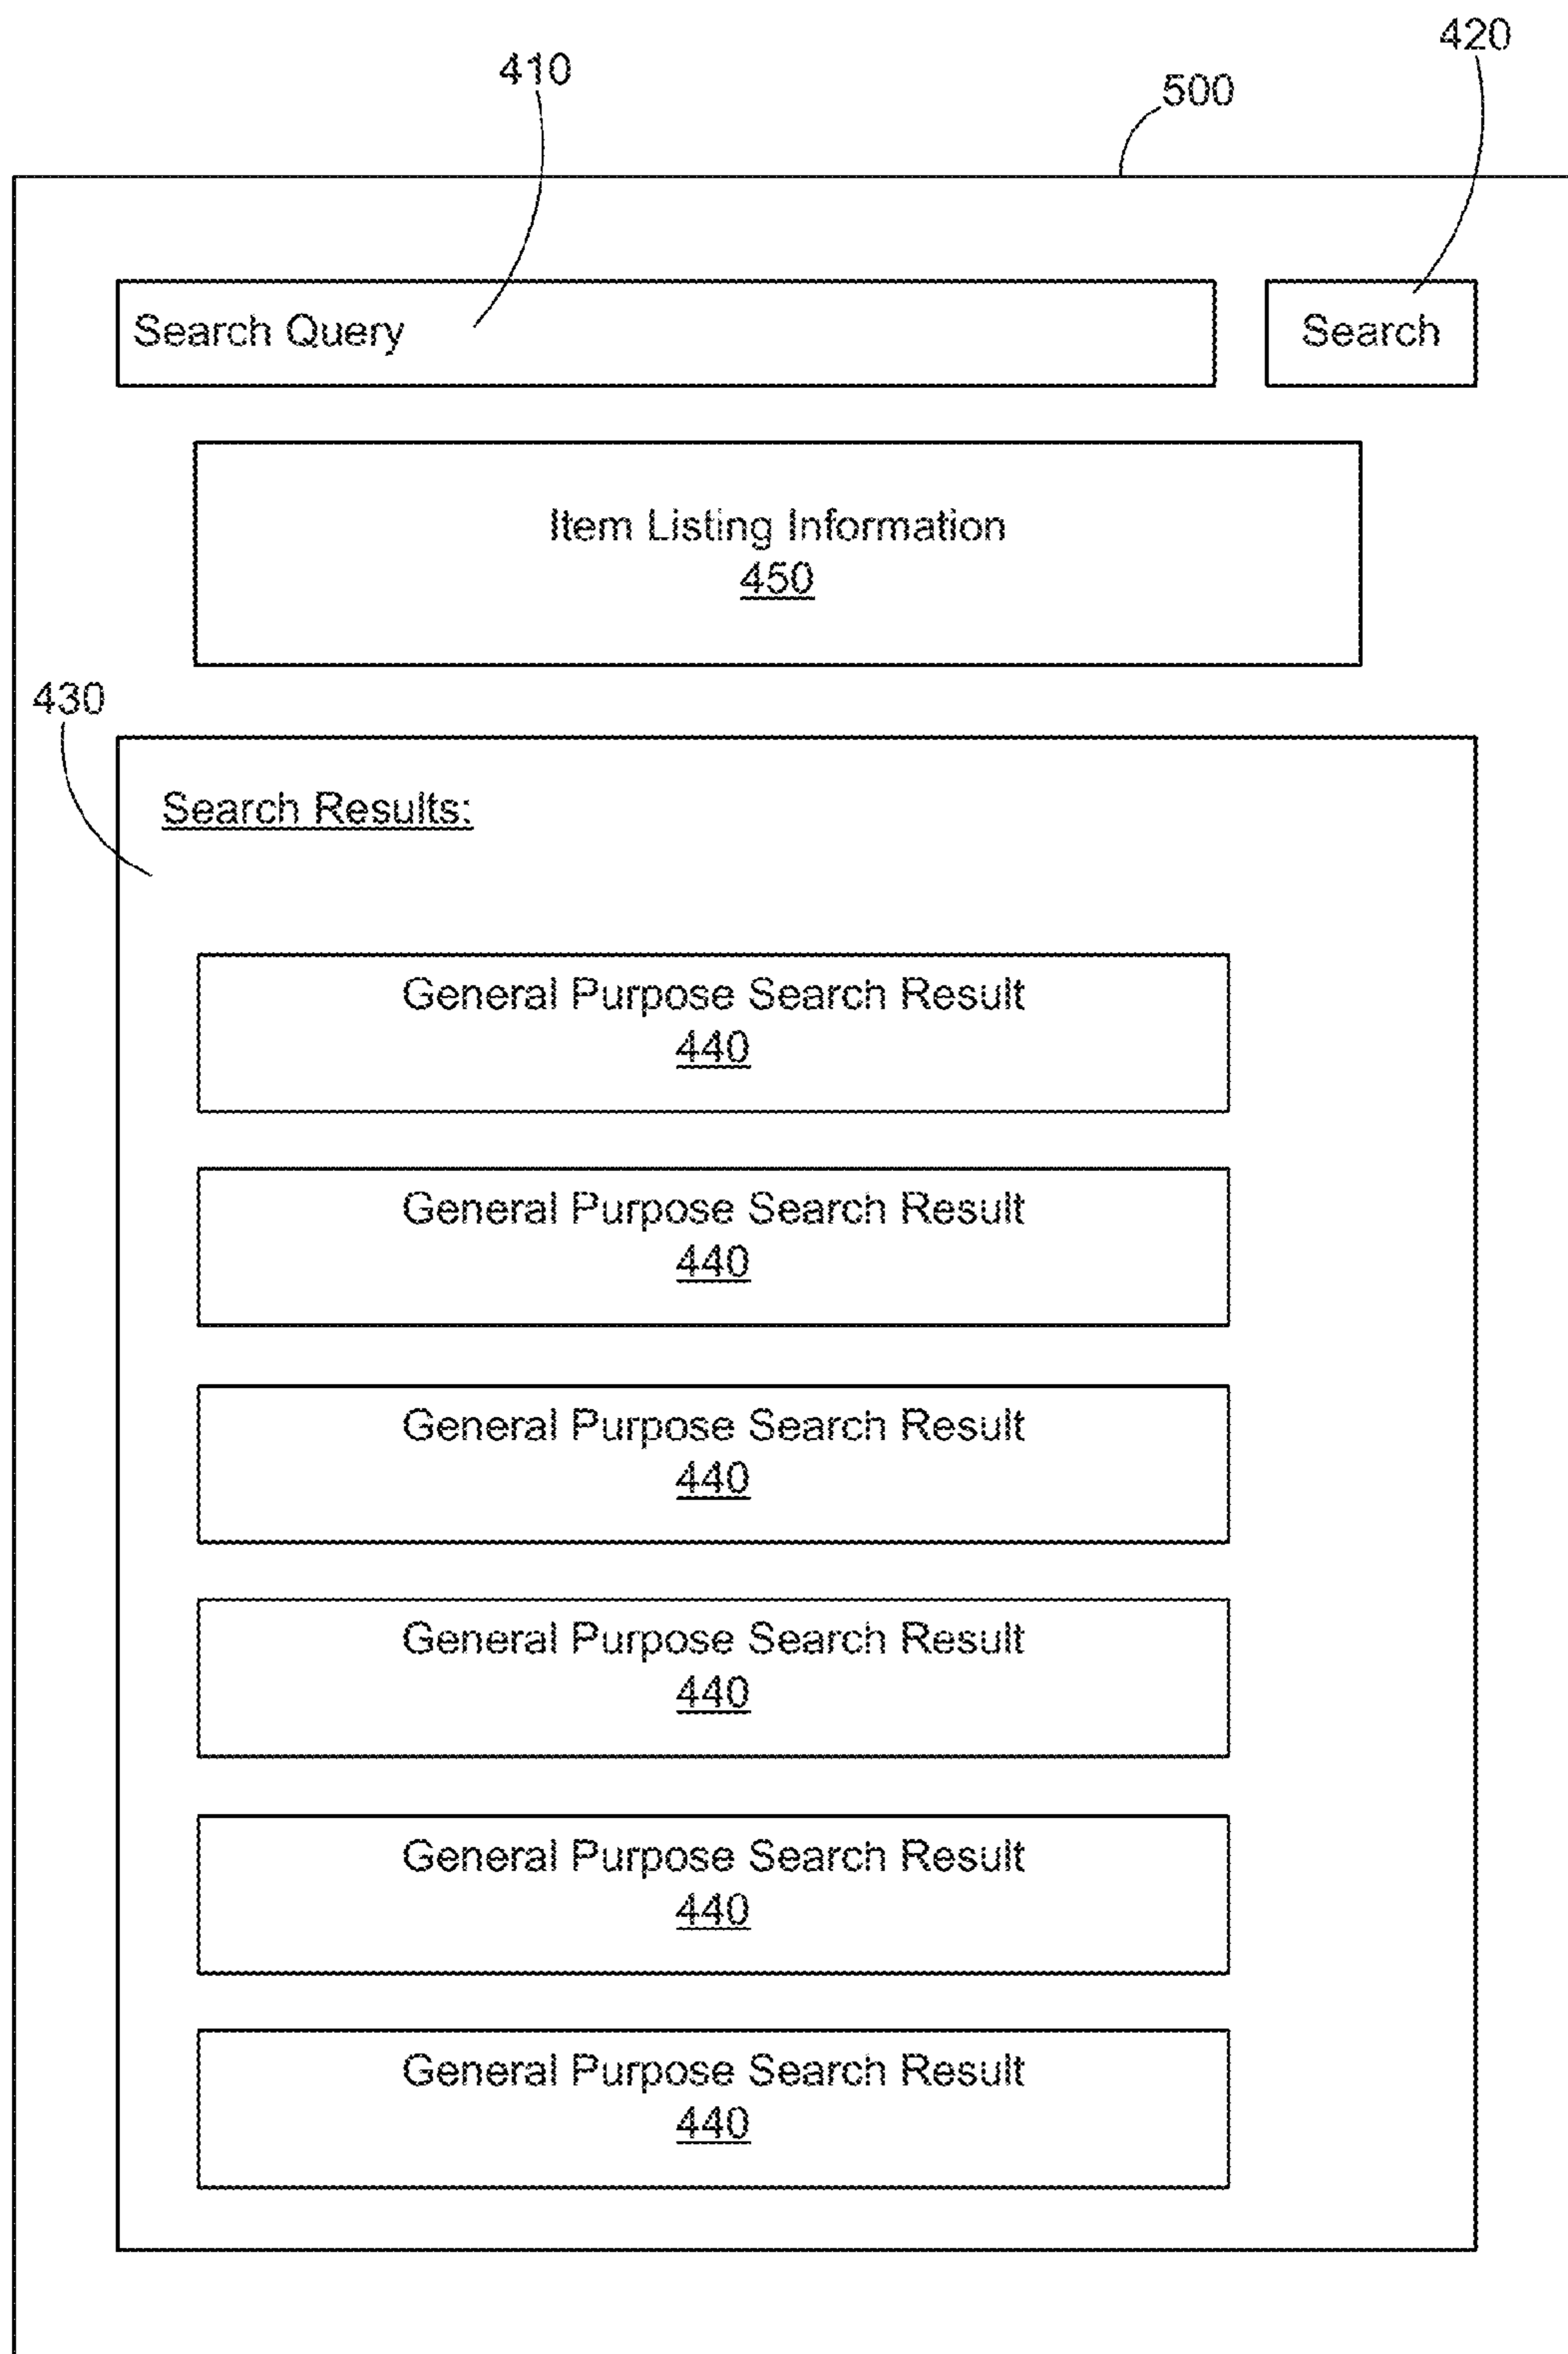 420
410
500
Search Query
Search
Item Listing Information
450
430
Search Results:
General Purpose Search Result
440
General Purpose Search Result
440
General Purpose Search Result
440
General Purpose Search Result
440
General Purpose Search Result
440
General Purpose Search Result
440